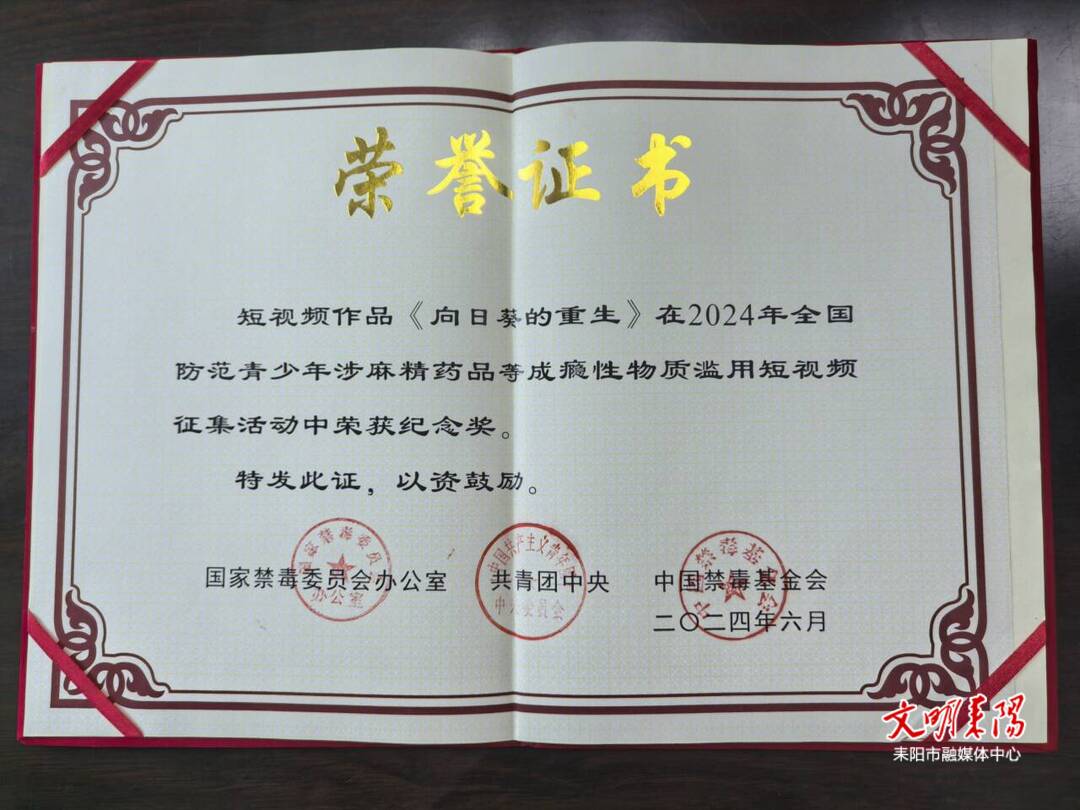 荣誉证书
短视频作品《向日葵的重生》在2024年全国
防范青少年涉麻精药品等成瘾性物质滥用短视频
征集活动中荣获纪念奖。
特发此证，以资鼓励。
国家禁毒委员会办公室 共青团中央 中国禁毒基金会
二〇二四年六月
办公室
文明耒阳
耒阳市融媒体中心